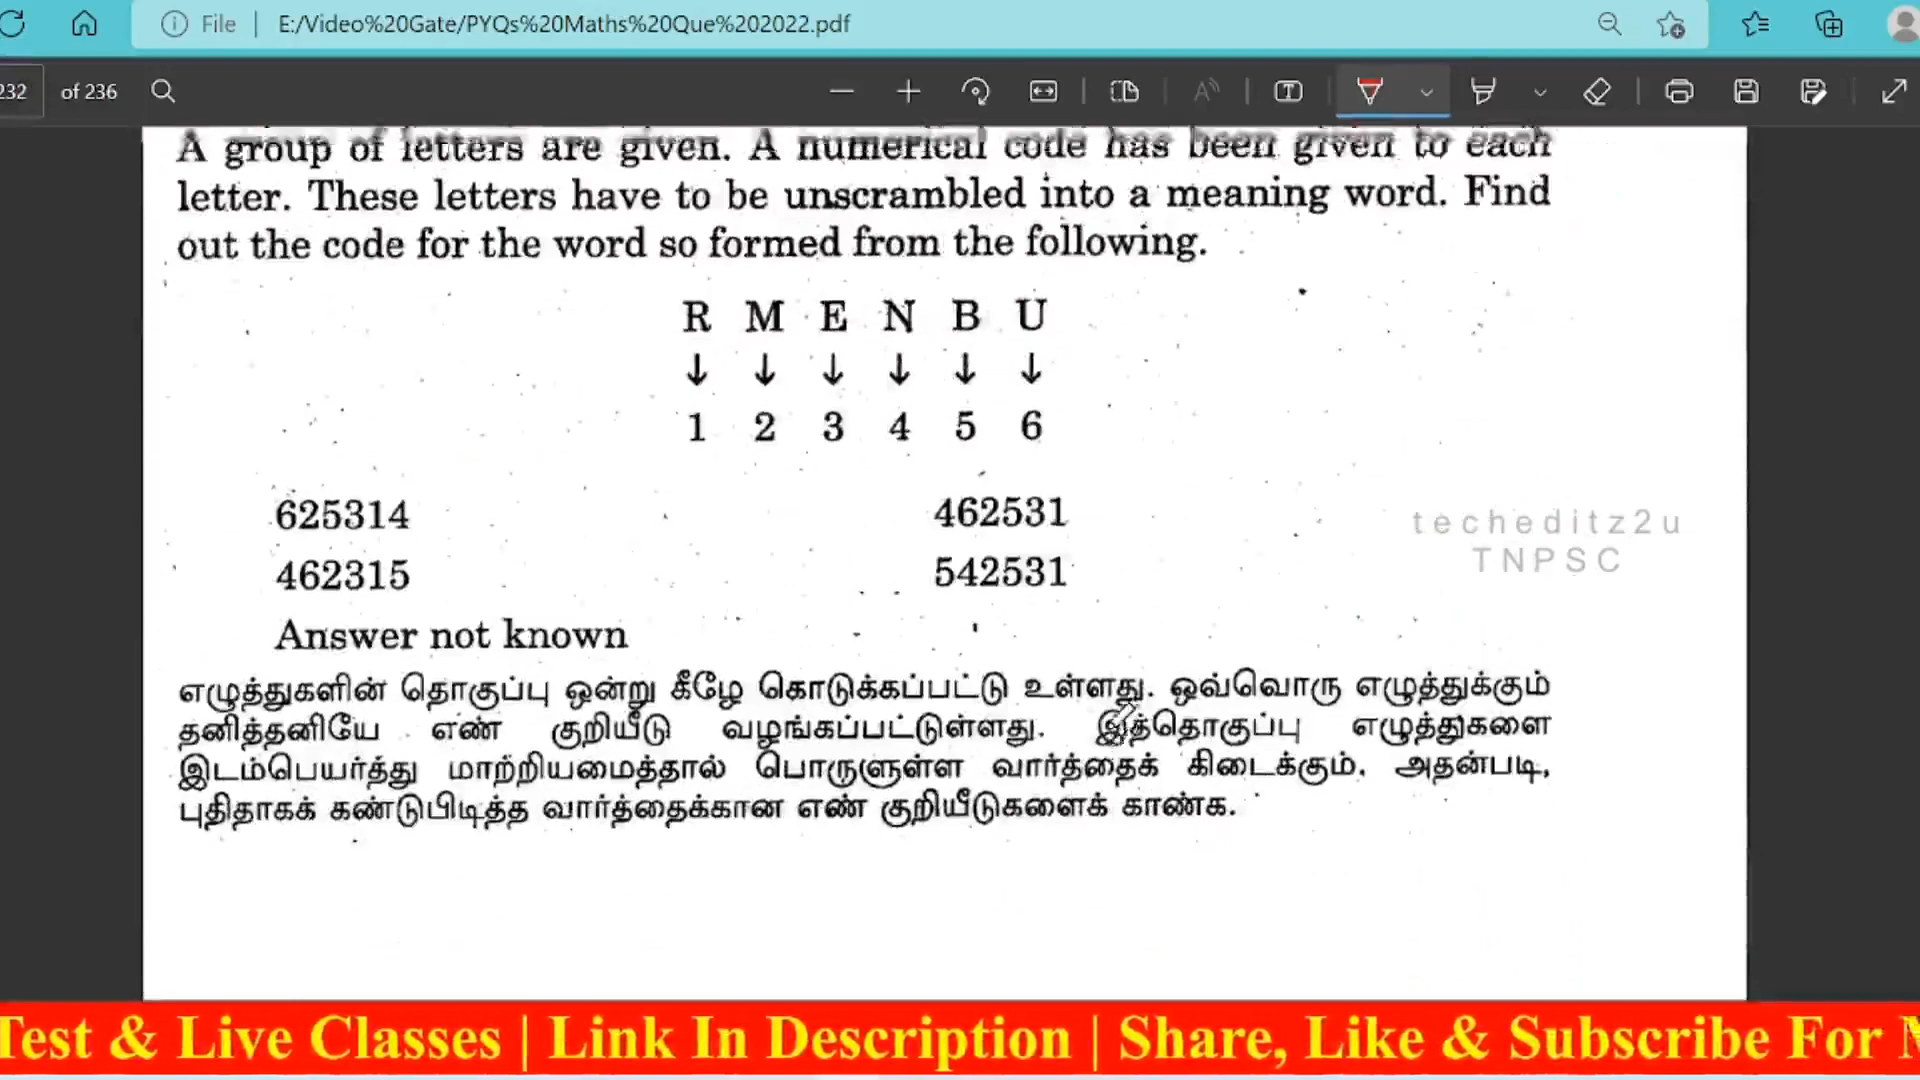 File | E:/Video%20Gate/PYQs%20Maths%20Que%202022.pdf
232 of 236
A group of letters are given. A numerical code has been given to each
letter. These letters have to be unscrambled into a meaning word. Find
out the code for the word so formed from the following.
R M E N B U
↓ ↓ ↓ ↓ ↓ ↓
1 2 3 4 5 6
625314 462531
462315 542531
Answer not known
techeditz2u
TNPSC
எழுத்துகளின் தொகுப்பு ஒன்று கீழே கொடுக்கப்பட்டு உள்ளது. ஒவ்வொரு எழுத்துக்கும்
தனித்தனியே எண் குறியீடு வழங்கப்பட்டுள்ளது. இத்தொகுப்பு எழுத்துகளை
இடம்பெயர்த்து மாற்றியமைத்தால் பொருளுள்ள வார்த்தைக் கிடைக்கும். அதன்படி,
புதிதாகக் கண்டுபிடித்த வார்த்தைக்கான எண் குறியீடுகளைக் காண்க.
Test & Live Classes | Link In Description | Share, Like & Subscribe For